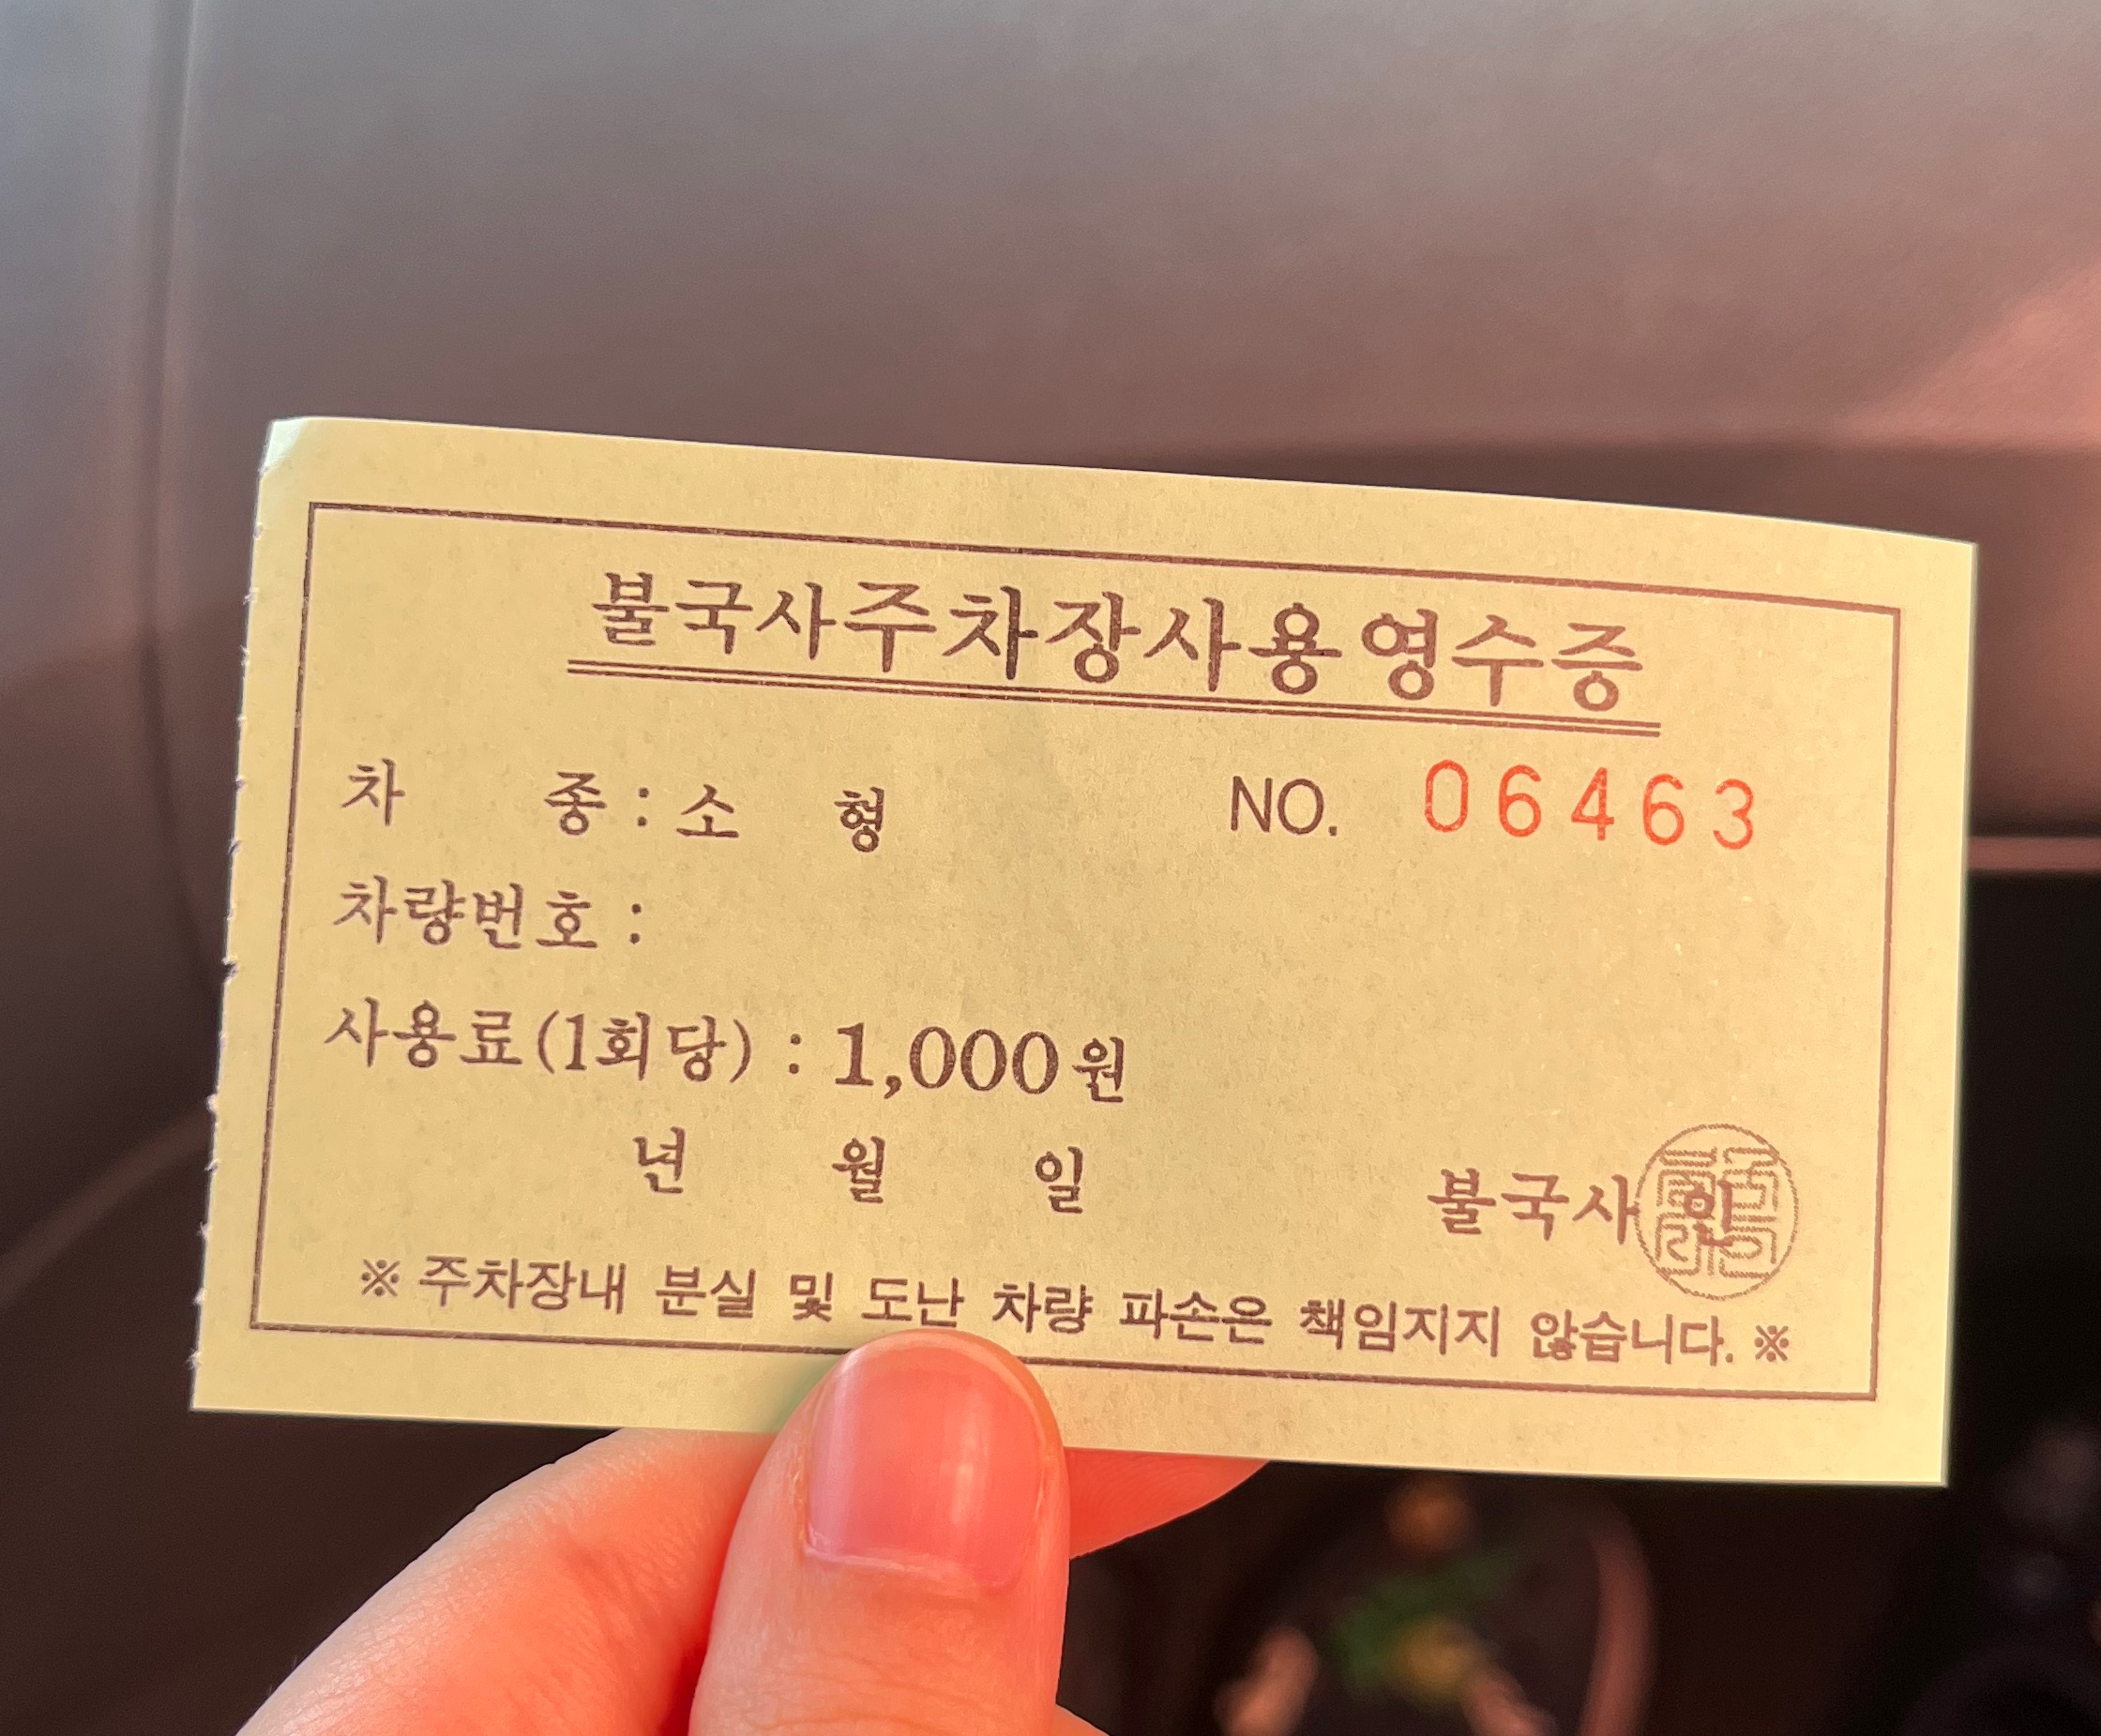 불국사주차장사용 영수증
차 종 : 소 형 NO. 06463
차량번호 :
사용료(1회당) : 1,000원
년 월 일 불국사 인
※ 주차장내 분실 및 도난 차량 파손은 책임지지 않습니다. ※